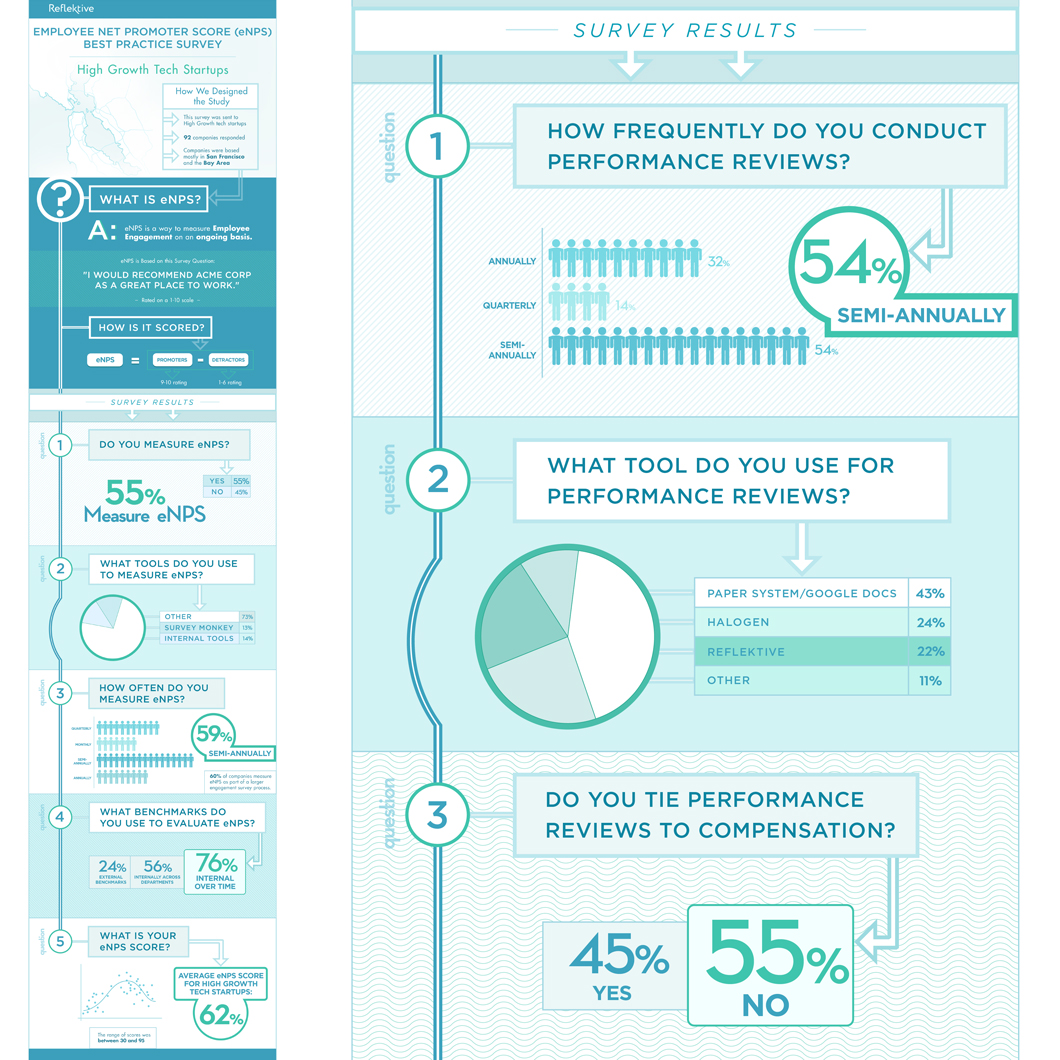 Reflektive
EMPLOYEE NET PROMOTER SCORE (eNPS)
BEST PRACTICE SURVEY
High Growth Tech Startups
How We Designed
the Study
This survey was sent to
High Growth tech startups
92 companies responded
Companies were based
mostly in San Francisco
and the Bay Area
?
WHAT IS eNPS?
A:
eNPS is a way to measure Employee
Engagement on an ongoing basis.
eNPS is Based on this Survey Question:
"I WOULD RECOMMEND ACME CORP
AS A GREAT PLACE TO WORK."
— Rated on a 1-10 scale —
HOW IS IT SCORED?
eNPS = PROMOTERS - DETRACTORS
9-10 rating 1-6 rating
SURVEY RESULTS
question
1
DO YOU MEASURE eNPS?
YES 55%
NO 45%
55%
Measure eNPS
question
2
WHAT TOOLS DO YOU USE
TO MEASURE eNPS?
OTHER 73%
SURVEY MONKEY 13%
INTERNAL TOOLS 14%
question
3
HOW OFTEN DO YOU
MEASURE eNPS?
QUARTERLY
MONTHLY
SEMI-
ANNUALLY
ANNUALLY
59%
SEMI-ANNUALLY
60% of companies measure
eNPS as part of a larger
engagement survey process.
question
4
WHAT BENCHMARKS DO
YOU USE TO EVALUATE eNPS?
24%
EXTERNAL
BENCHMARKS
56%
INTERNALLY ACROSS
DEPARTMENTS
76%
INTERNAL
OVER TIME
question
5
WHAT IS YOUR
eNPS SCORE?
AVERAGE eNPS SCORE
FOR HIGH GROWTH
TECH STARTUPS:
62%
The range of scores was
between 30 and 95
SURVEY RESULTS
question
1
HOW FREQUENTLY DO YOU CONDUCT
PERFORMANCE REVIEWS?
ANNUALLY 32%
QUARTERLY 14%
SEMI-
ANNUALLY 54%
54%
SEMI-ANNUALLY
question
2
WHAT TOOL DO YOU USE FOR
PERFORMANCE REVIEWS?
PAPER SYSTEM/GOOGLE DOCS 43%
HALOGEN 24%
REFLEKTIVE 22%
OTHER 11%
question
3
DO YOU TIE PERFORMANCE
REVIEWS TO COMPENSATION?
45%
YES
55%
NO